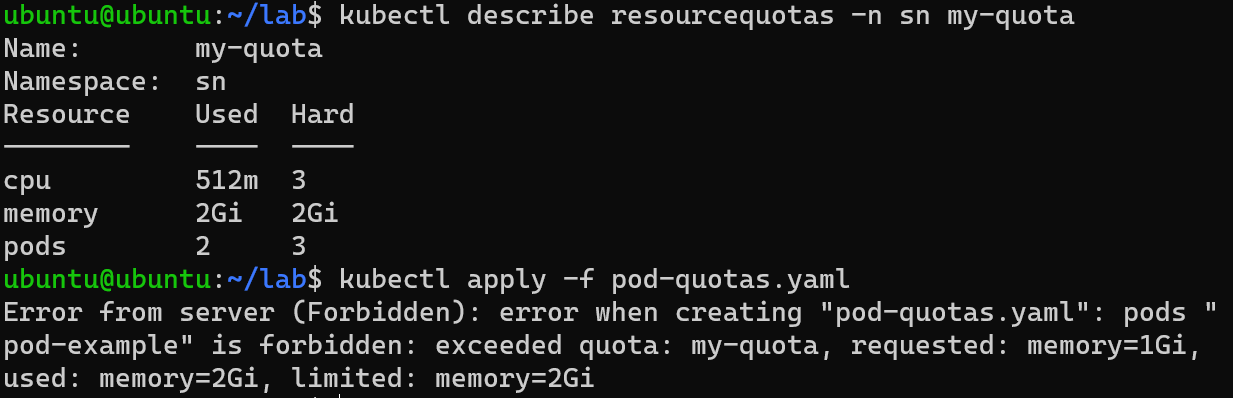 ubuntu@ubuntu:~/lab$ kubectl describe resourcequotas -n sn my-quota
Name:       my-quota
Namespace:  sn
Resource    Used  Hard
--------    ----  ----
cpu         512m  3
memory      2Gi   2Gi
pods        2     3
ubuntu@ubuntu:~/lab$ kubectl apply -f pod-quotas.yaml
Error from server (Forbidden): error when creating "pod-quotas.yaml": pods "
pod-example" is forbidden: exceeded quota: my-quota, requested: memory=1Gi,
used: memory=2Gi, limited: memory=2Gi